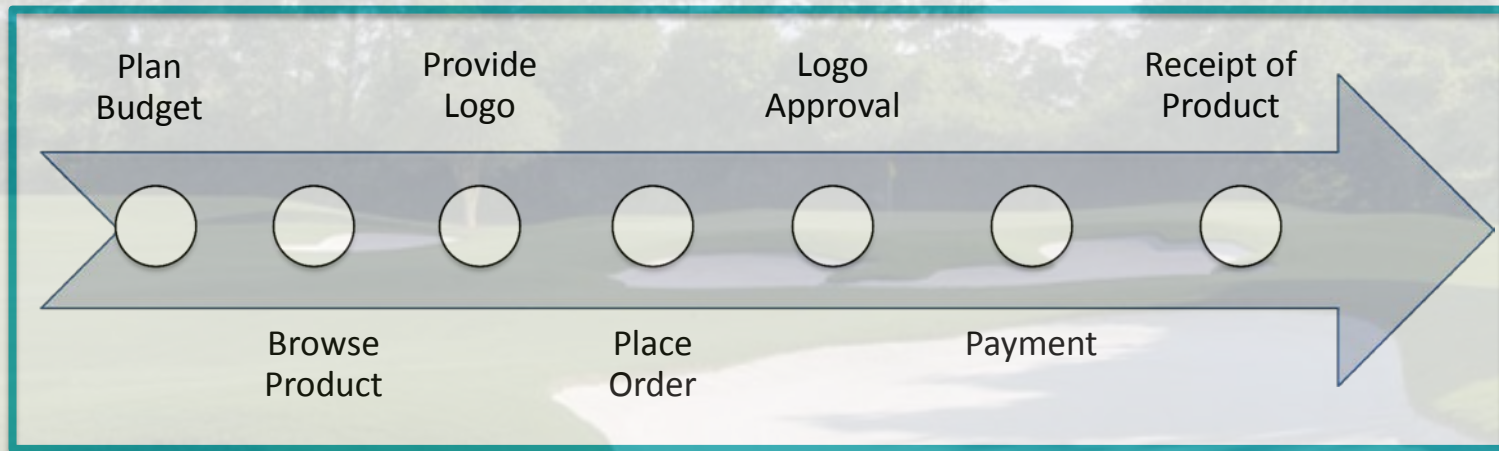 Plan
Budget
Browse
Product
Provide
Logo
Place
Order
Logo
Approval
Payment
Receipt of
Product